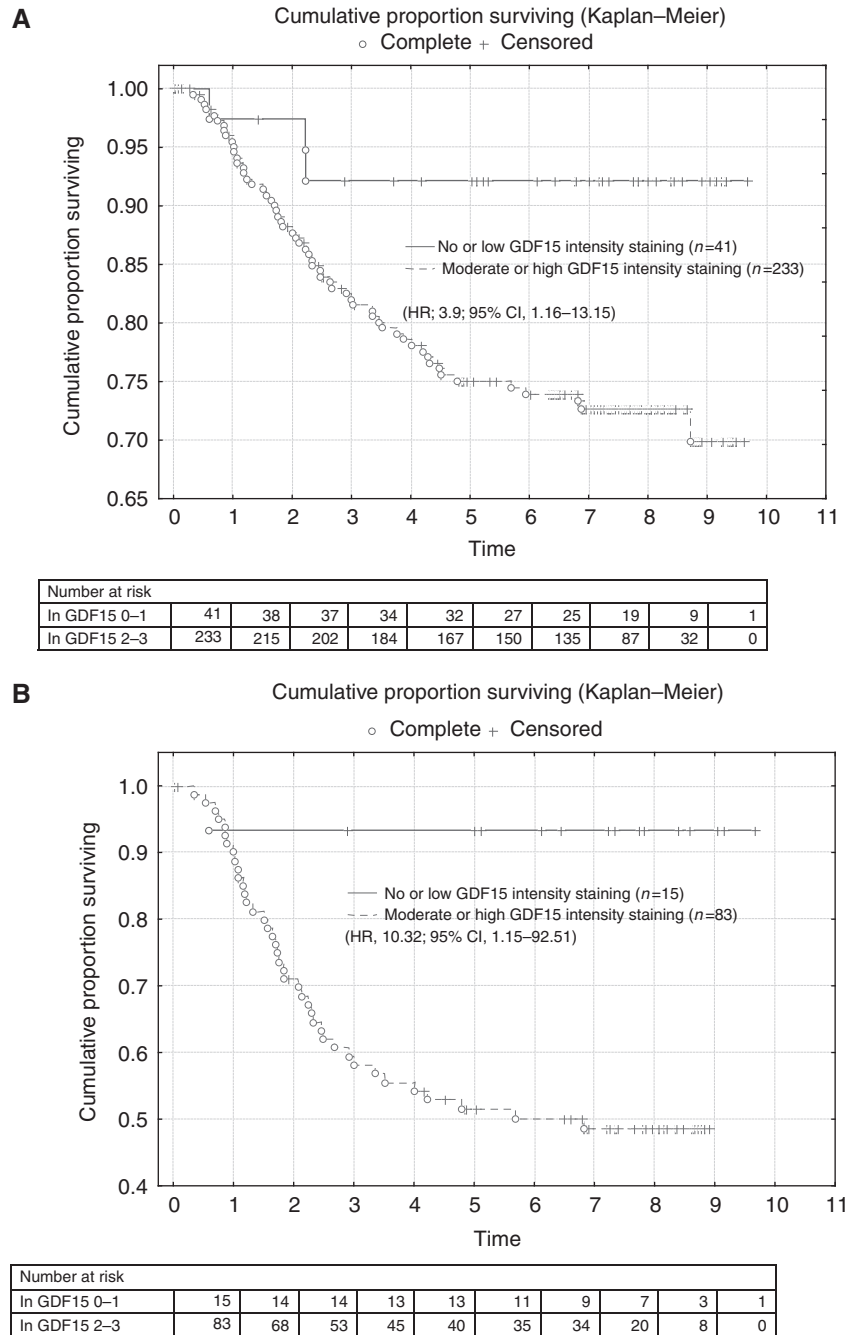 A
Cumulative proportion surviving (Kaplan–Meier)
Complete + Censored
1.00
0.95
0.90
0.85
0.80
0.75
0.70
0.65
Cumulative proportion surviving
No or low GDF15 intensity staining (n=41)
Moderate or high GDF15 intensity staining (n=233)
(HR; 3.9; 95% CI, 1.16–13.15)
0 1 2 3 4 5 6 7 8 9 10 11
Time
Number at risk
In GDF15 0–1 41 38 37 34 32 27 25 19 9 1
In GDF15 2–3 233 215 202 184 167 150 135 87 32 0
B
Cumulative proportion surviving (Kaplan–Meier)
Complete + Censored
1.0
0.9
0.8
0.7
0.6
0.5
0.4
Cumulative proportion surviving
No or low GDF15 intensity staining (n=15)
Moderate or high GDF15 intensity staining (n=83)
(HR, 10.32; 95% CI, 1.15–92.51)
0 1 2 3 4 5 6 7 8 9 10 11
Time
Number at risk
In GDF15 0–1 15 14 14 13 13 11 9 7 3 1
In GDF15 2–3 83 68 53 45 40 35 34 20 8 0